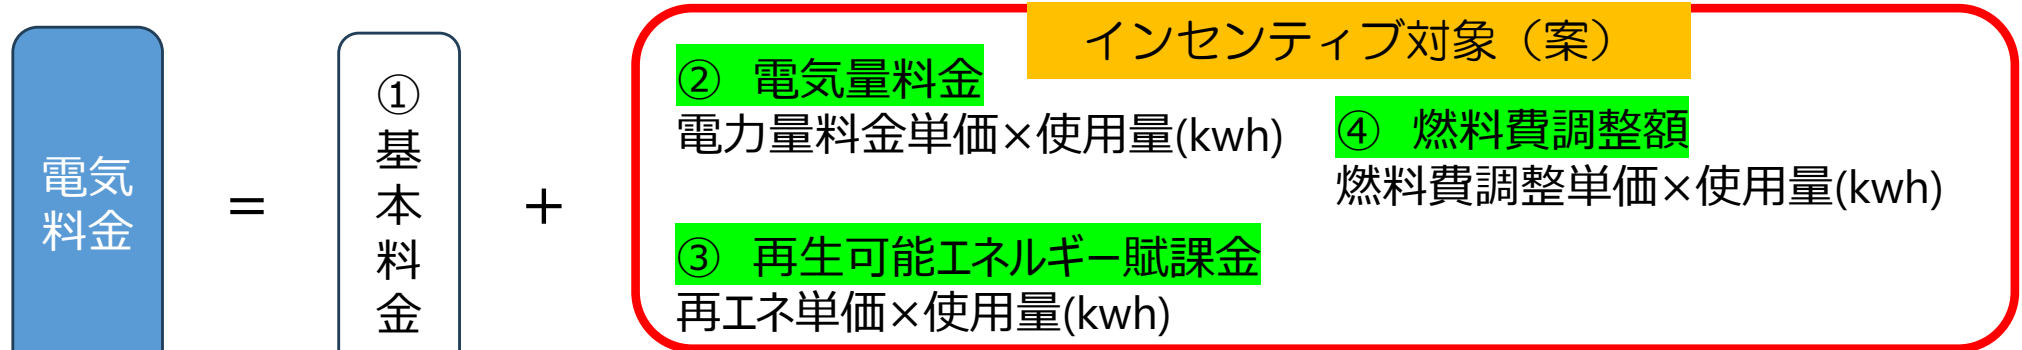 電気
料金
＝
①
基
本
料
金
＋
インセンティブ対象（案）
②　電気量料金
電力量料金単価×使用量(kwh)
③　再生可能エネルギー賦課金
再エネ単価×使用量(kwh)
④　燃料費調整額
燃料費調整単価×使用量(kwh)